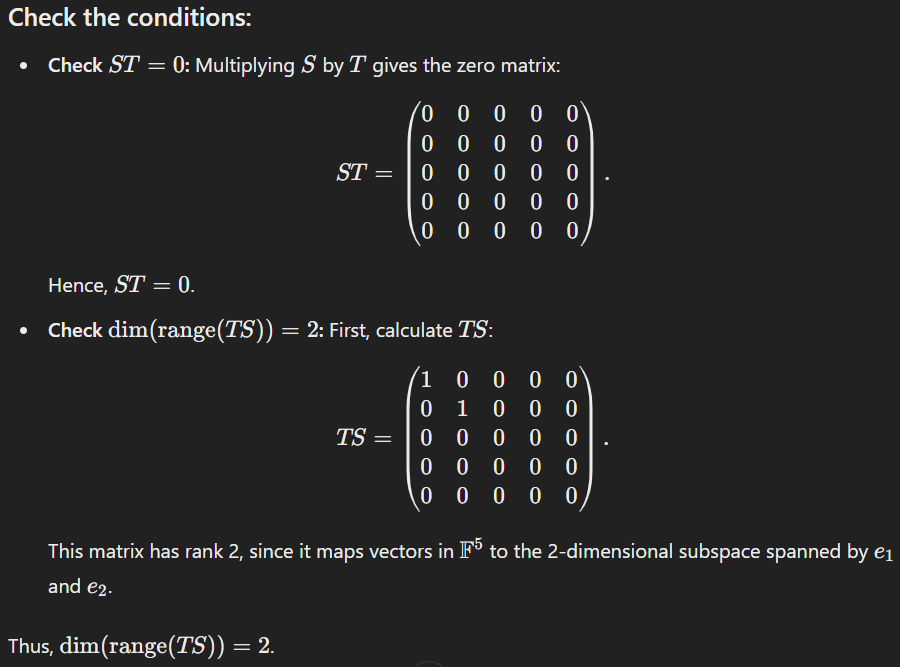 Check the conditions:
• Check ST = 0: Multiplying S by T gives the zero matrix:
0 0 0 0 0
0 0 0 0 0
ST = 0 0 0 0 0 .
0 0 0 0 0
0 0 0 0 0
Hence, ST = 0.
• Check dim(range(TS)) = 2: First, calculate TS:
1 0 0 0 0
0 1 0 0 0
TS = 0 0 0 0 0 .
0 0 0 0 0
0 0 0 0 0
This matrix has rank 2, since it maps vectors in 𝔽⁵ to the 2-dimensional subspace spanned by e₁
and e₂.
Thus, dim(range(TS)) = 2.